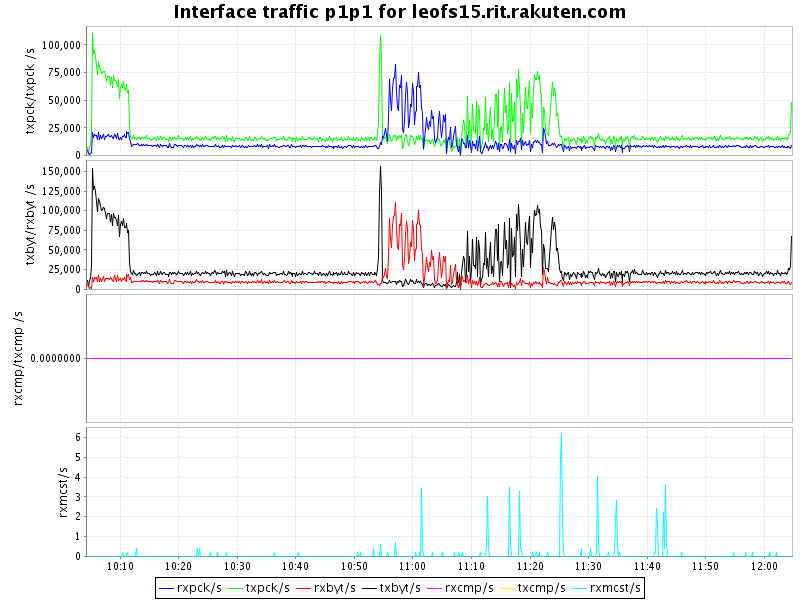 Interface traffic p1p1 for leofs15.rit.rakuten.com
txpck/txpck /s
100,000
75,000
50,000
25,000
0
txbyt/rxbyt /s
150,000
125,000
100,000
75,000
50,000
25,000
0
rxcmp/txcmp /s
0.0000000
rxmcst/s
6
5
4
3
2
1
0
10:10 10:20 10:30 10:40 10:50 11:00 11:10 11:20 11:30 11:40 11:50 12:00
rxpck/s txpck/s rxbyt/s txbyt/s rxcmp/s txcmp/s rxmcst/s